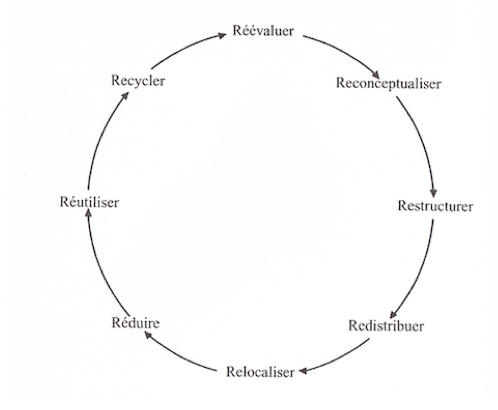 Réévaluer
Reconceptualiser
Restructurer
Redistribuer
Relocaliser
Réduire
Réutiliser
Recycler